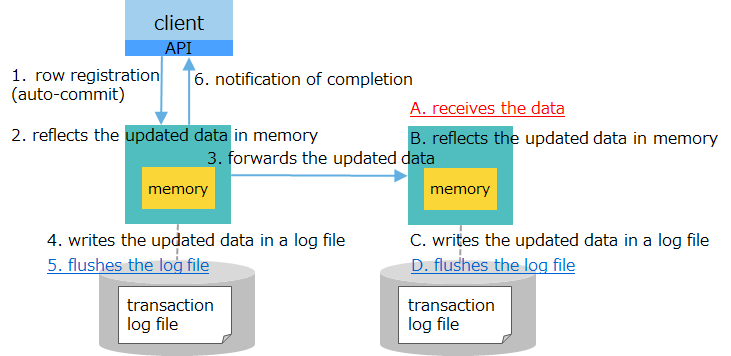 client
API
1. row registration
(auto-commit)
6. notification of completion
A. receives the data
2. reflects the updated data in memory
B. reflects the updated data in memory
3. forwards the updated data
memory
memory
4. writes the updated data in a log file
C. writes the updated data in a log file
5. flushes the log file
D. flushes the log file
transaction
log file
transaction
log file